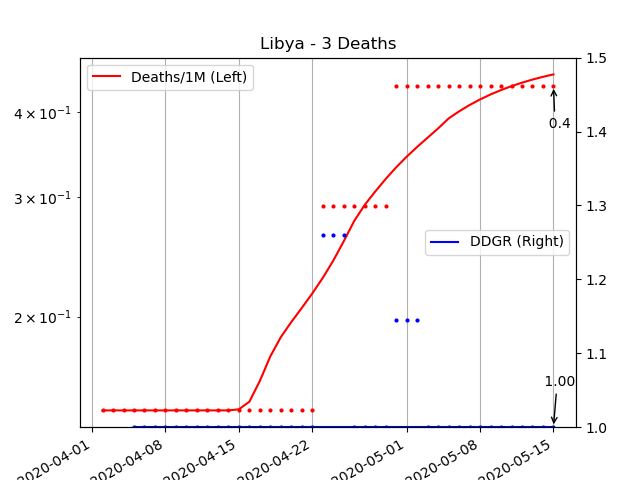 Libya - 3 Deaths
Deaths/1M (Left)
DDGR (Right)
4 × 10⁻¹
3 × 10⁻¹
2 × 10⁻¹
1.5
1.4
1.3
1.2
1.1
1.0
0.4
1.00
2020-04-01
2020-04-08
2020-04-15
2020-04-22
2020-05-01
2020-05-08
2020-05-15